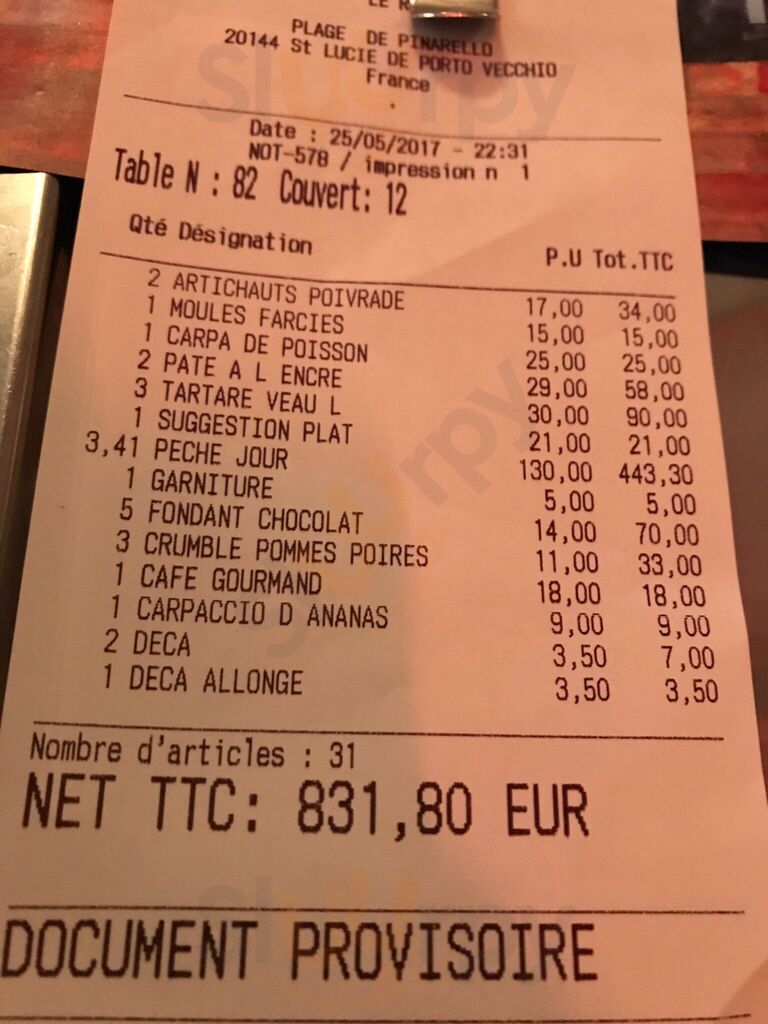 LE R
PLAGE DE PINARELLO
20144 St LUCIE DE PORTO VECCHIO
France
.
Date : 25/05/2017 - 22:31
NOT-578 / impression n 1
Table N : 82 Couvert: 12
Qté Désignation P.U Tot.TTC
2 ARTICHAUTS POIVRADE 17,00 34,00
1 MOULES FARCIES 15,00 15,00
1 CARPA DE POISSON 25,00 25,00
2 PATE A L ENCRE 29,00 58,00
3 TARTARE VEAU L 30,00 90,00
1 SUGGESTION PLAT 21,00 21,00
3,41 PECHE JOUR 130,00 443,30
1 GARNITURE 5,00 5,00
5 FONDANT CHOCOLAT 14,00 70,00
3 CRUMBLE POMMES POIRES 11,00 33,00
1 CAFE GOURMAND 18,00 18,00
1 CARPACCIO D ANANAS 9,00 9,00
2 DECA 3,50 7,00
1 DECA ALLONGE 3,50 3,50
Nombre d'articles : 31
NET TTC: 831,80 EUR
DOCUMENT PROVISOIRE
Sluurpy